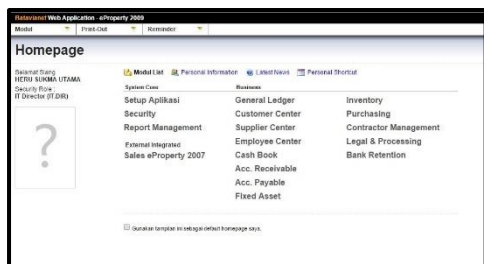 Ratavianet Web Application - eProperty 2009
Modul Print-Out Reminder
Homepage
Selamat Siang
HERU SUKMA UTAMA
Security Role :
IT Director (IT.DIR)
?
Modul List Personal Information Latest News Personal Shortcut
System Core
Setup Aplikasi
Security
Report Management
External Integrated
Sales eProperty 2007
Business
General Ledger
Customer Center
Supplier Center
Employee Center
Cash Book
Acc. Receivable
Acc. Payable
Fixed Asset
Inventory
Purchasing
Contractor Management
Legal & Processing
Bank Retention
Gunakan tampilan ini sebagai default homepage saya.